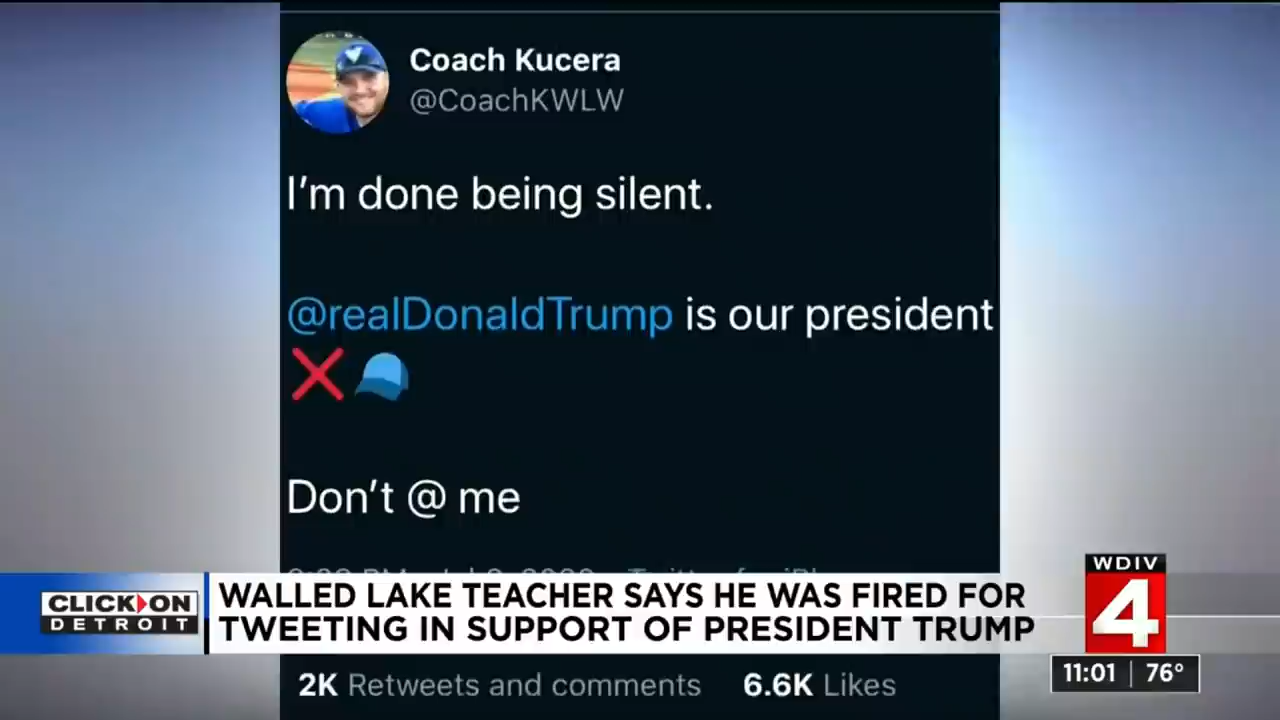 Coach Kucera
@CoachKWLW
I'm done being silent.
@realDonaldTrump is our president
❌🧢
Don't @ me
CLICK ON
DETROIT
WALLED LAKE TEACHER SAYS HE WAS FIRED FOR
TWEETING IN SUPPORT OF PRESIDENT TRUMP
WDIV
4
11:01 | 76°
2K Retweets and comments 6.6K Likes